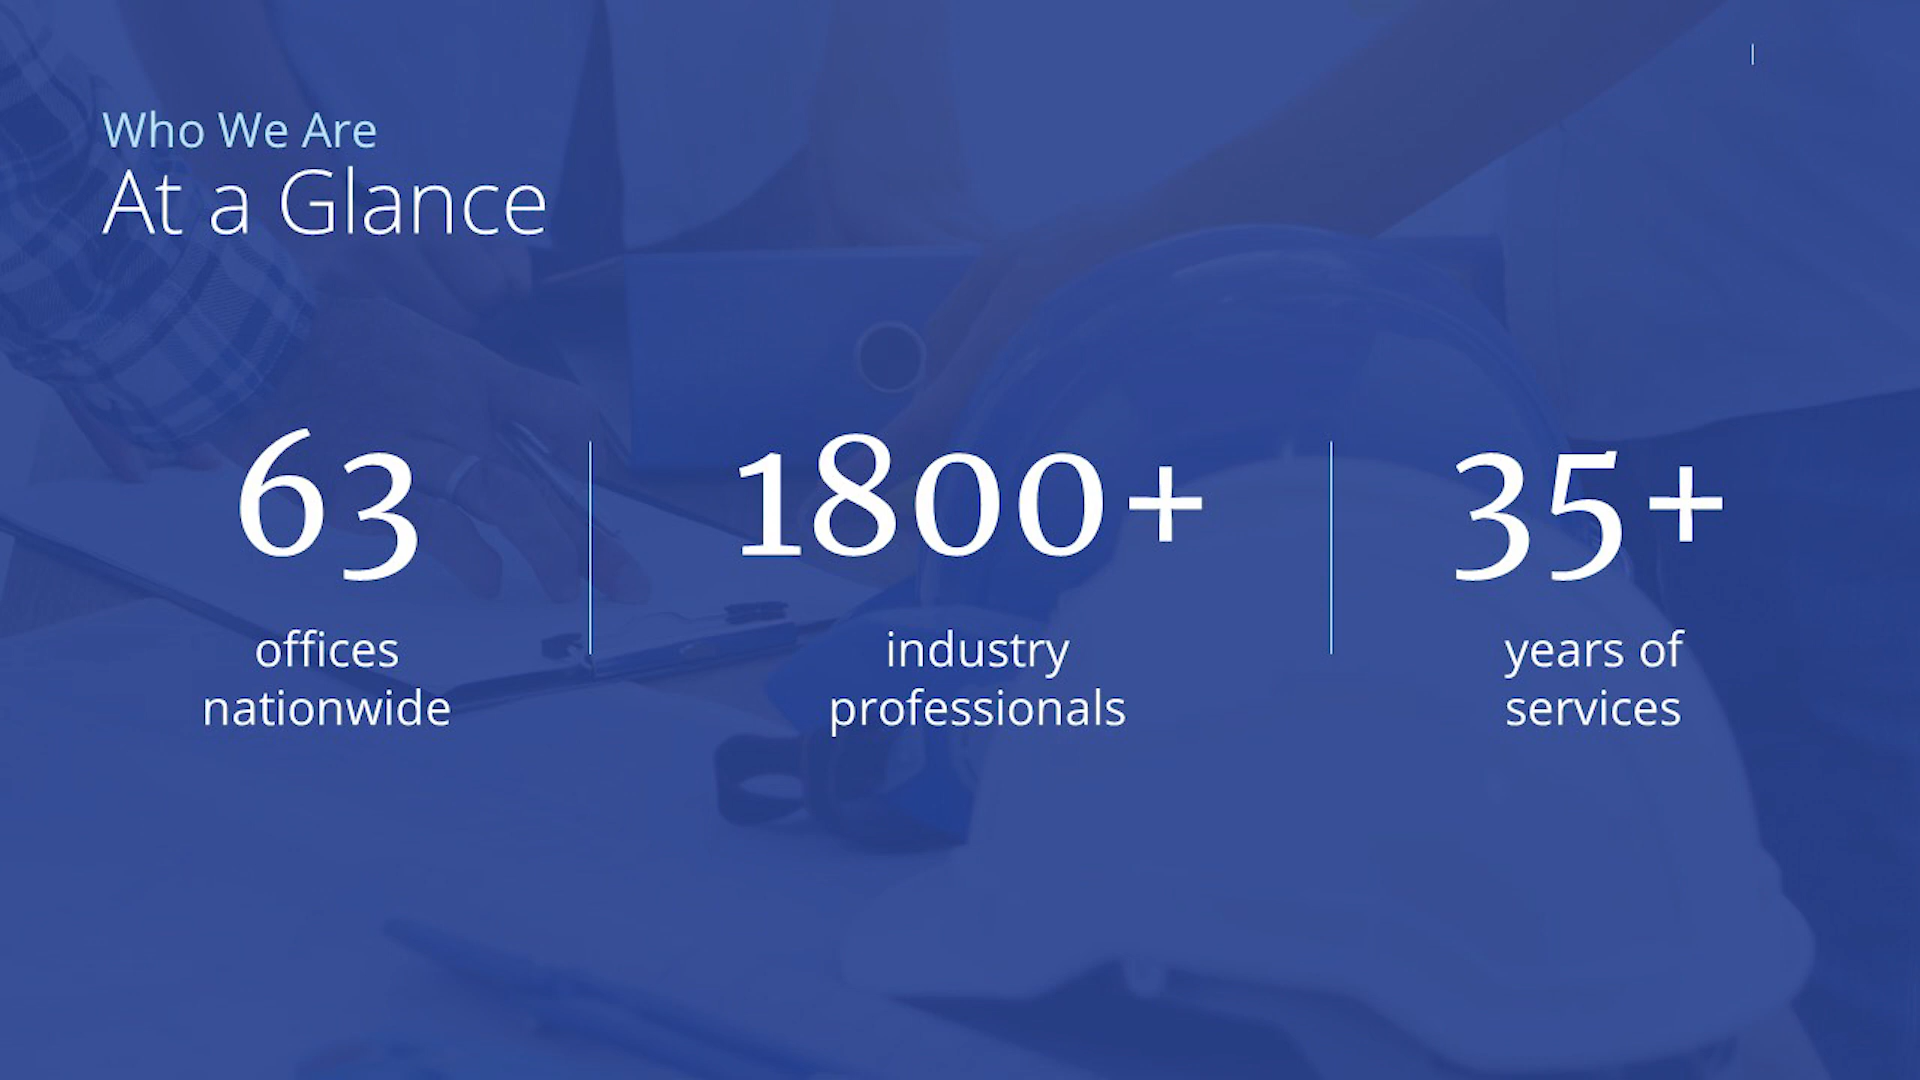 Who We Are
At a Glance
63
offices
nationwide
1800+
industry
professionals
35+
years of
services